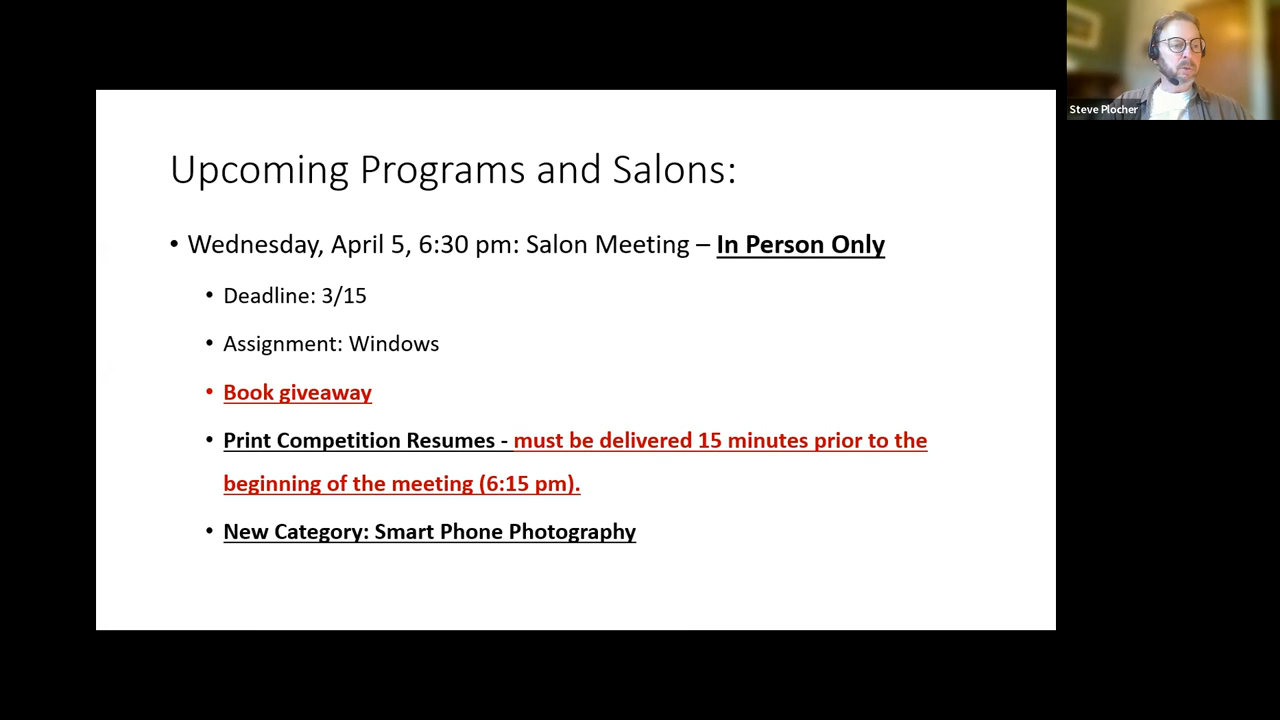 Steve Plocher
Upcoming Programs and Salons:
• Wednesday, April 5, 6:30 pm: Salon Meeting – In Person Only
• Deadline: 3/15
• Assignment: Windows
• Book giveaway
• Print Competition Resumes - must be delivered 15 minutes prior to the
beginning of the meeting (6:15 pm).
• New Category: Smart Phone Photography